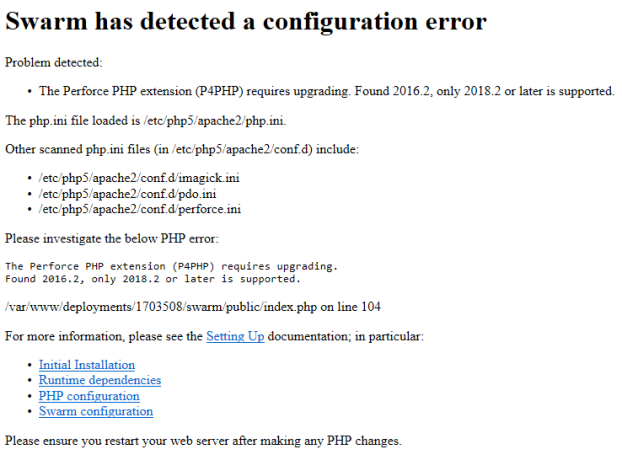 Swarm has detected a configuration error
Problem detected:
• The Perforce PHP extension (P4PHP) requires upgrading. Found 2016.2, only 2018.2 or later is supported.
The php.ini file loaded is /etc/php5/apache2/php.ini.
Other scanned php.ini files (in /etc/php5/apache2/conf.d) include:
• /etc/php5/apache2/conf.d/imagick.ini
• /etc/php5/apache2/conf.d/pdo.ini
• /etc/php5/apache2/conf.d/perforce.ini
Please investigate the below PHP error:
The Perforce PHP extension (P4PHP) requires upgrading.
Found 2016.2, only 2018.2 or later is supported.
/var/www/deployments/1703508/swarm/public/index.php on line 104
For more information, please see the Setting Up documentation; in particular:
• Initial Installation
• Runtime dependencies
• PHP configuration
• Swarm configuration
Please ensure you restart your web server after making any PHP changes.